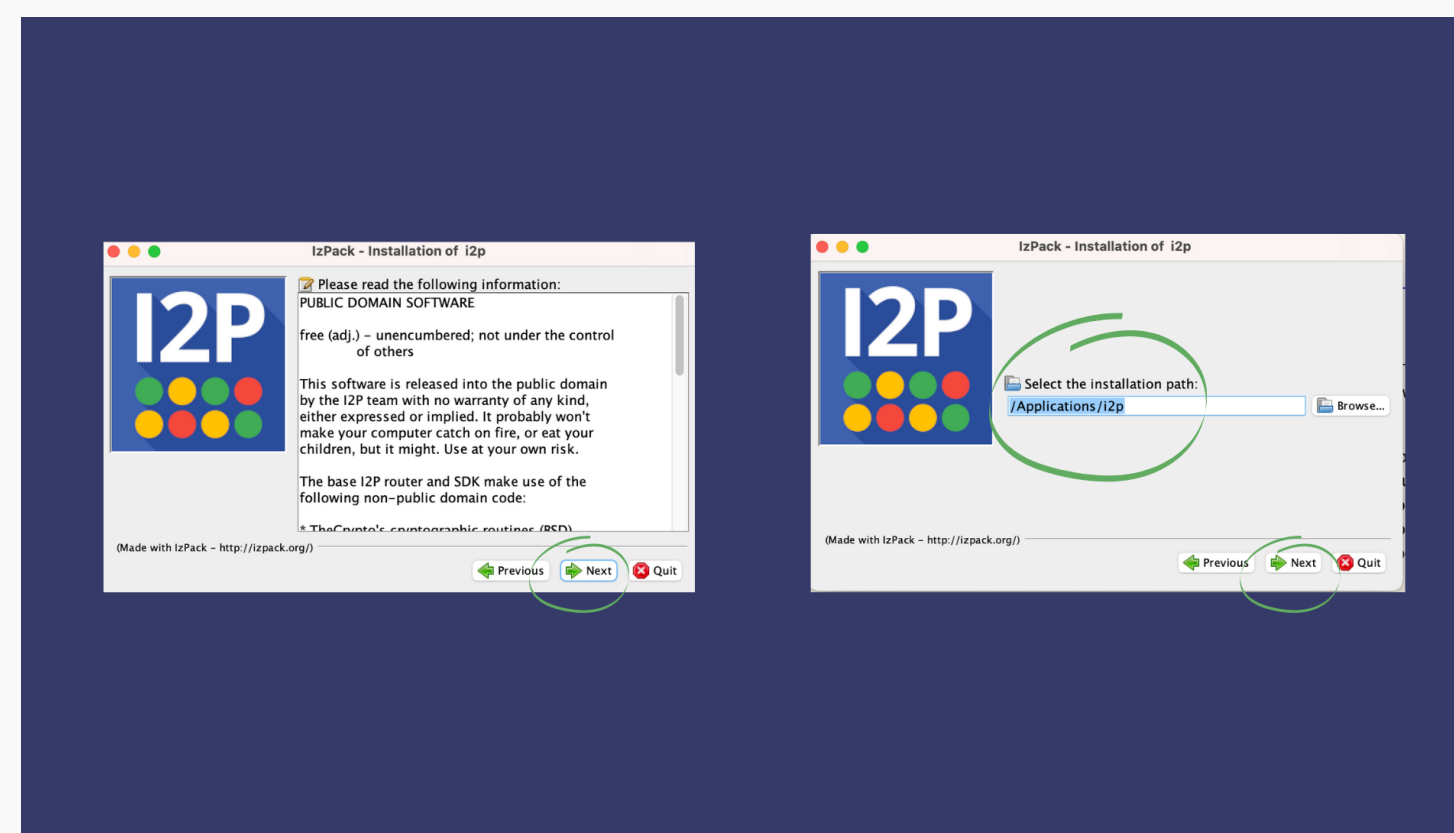 IzPack - Installation of i2p
I2P
Please read the following information:
PUBLIC DOMAIN SOFTWARE
free (adj.) – unencumbered; not under the control
of others
This software is released into the public domain
by the I2P team with no warranty of any kind,
either expressed or implied. It probably won't
make your computer catch on fire, or eat your
children, but it might. Use at your own risk.
The base I2P router and SDK make use of the
following non-public domain code:
* TheCrypto's cryptographic routines (BSD)
(Made with IzPack – http://izpack.org/)
Previous
Next
Quit
IzPack - Installation of i2p
I2P
Select the installation path:
/Applications/i2p
Browse...
(Made with IzPack – http://izpack.org/)
Previous
Next
Quit